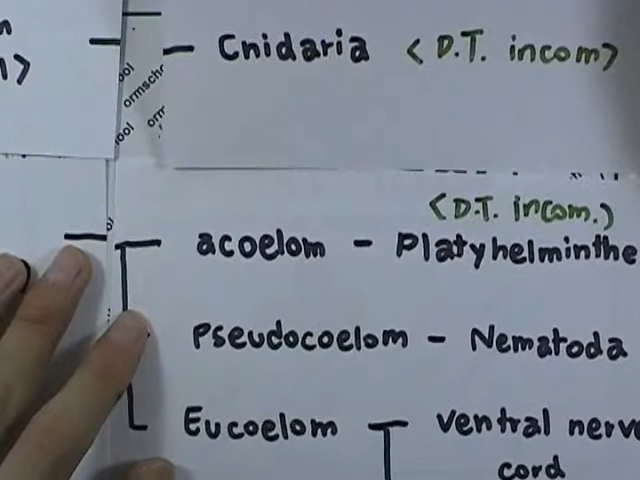 Cnidaria <D.T. incom>
<D.T. incom.)
acoelom - Platyhelminthe
Pseudocoelom - Nematoda
Eucoelom ventral nerve
cord